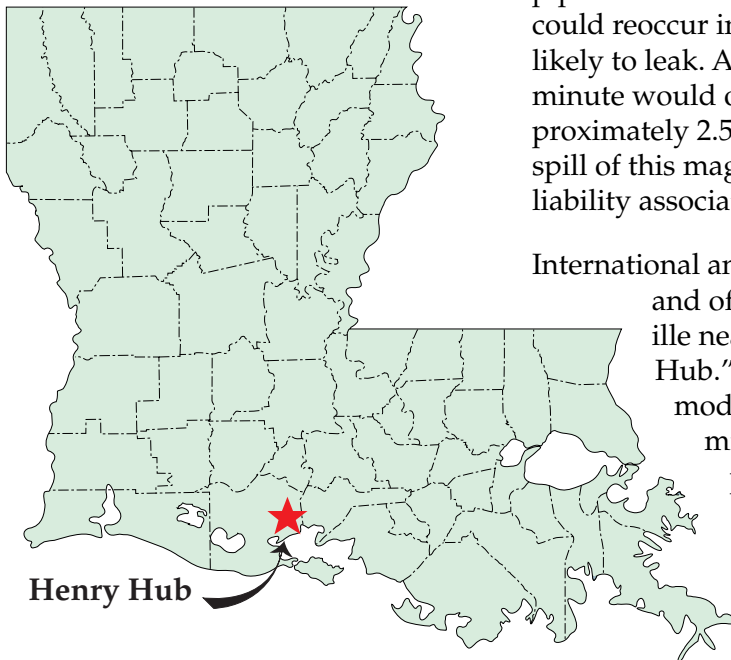 could reoccur in
likely to leak. A
minute would o
proximately 2.5
spill of this mag
liability associa
International an
and of
ille nea
Hub.”
mod
Henry Hub